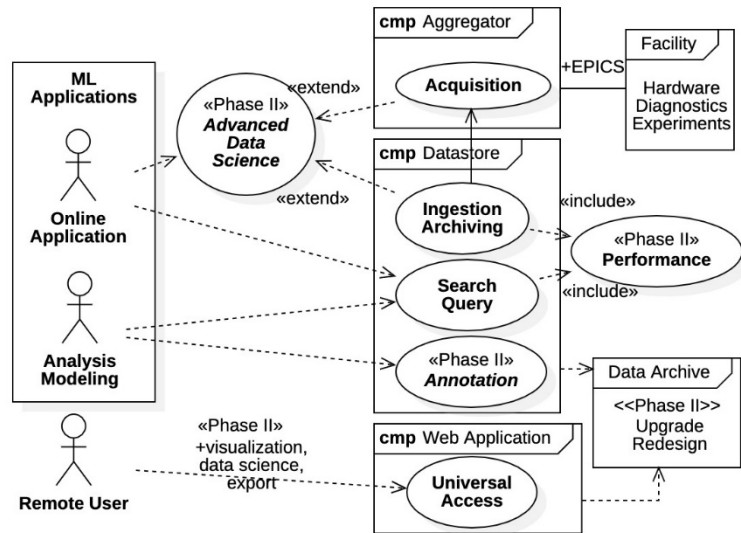 cmp Aggregator
Facility
ML
Applications
+EPICS
«extend»
Acquisition
«Phase II»
Advanced
Data
Science
Hardware
Diagnostics
Experiments
cmp Datastore
«extend»
Online
Application
Ingestion
Archiving
«include»
«Phase II»
Performance
Search
Query
«include»
Analysis
Modeling
«Phase II»
Annotation
Data Archive
<<Phase II>>
Upgrade
Redesign
«Phase II»
+visualization,
data science,
export
cmp Web Application
Remote User
Universal
Access